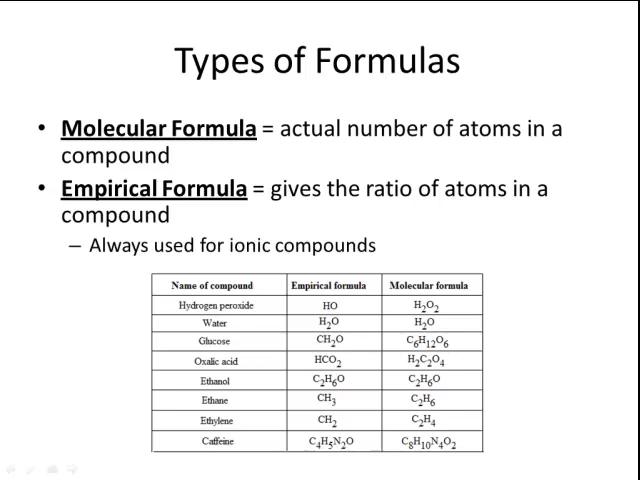 Types of Formulas
• Molecular Formula = actual number of atoms in a
compound
• Empirical Formula = gives the ratio of atoms in a
compound
– Always used for ionic compounds
Name of compound Empirical formula Molecular formula
Hydrogen peroxide HO H₂O₂
Water H₂O H₂O
Glucose CH₂O C₆H₁₂O₆
Oxalic acid HCO₂ H₂C₂O₄
Ethanol C₂H₆O C₂H₆O
Ethane CH₃ C₂H₆
Ethylene CH₂ C₂H₄
Caffeine C₄H₅N₂O C₈H₁₀N₄O₂